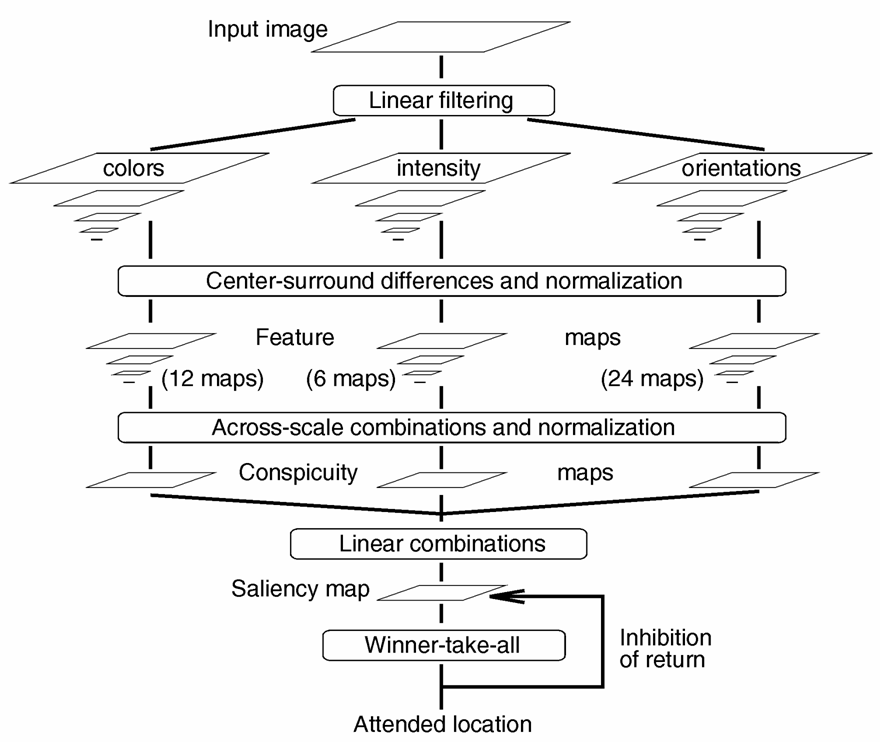 Input image
Linear filtering
colors intensity orientations
Center-surround differences and normalization
Feature maps
(12 maps) (6 maps) (24 maps)
Across-scale combinations and normalization
Conspicuity maps
Linear combinations
Saliency map
Winner-take-all
Inhibition
of return
Attended location